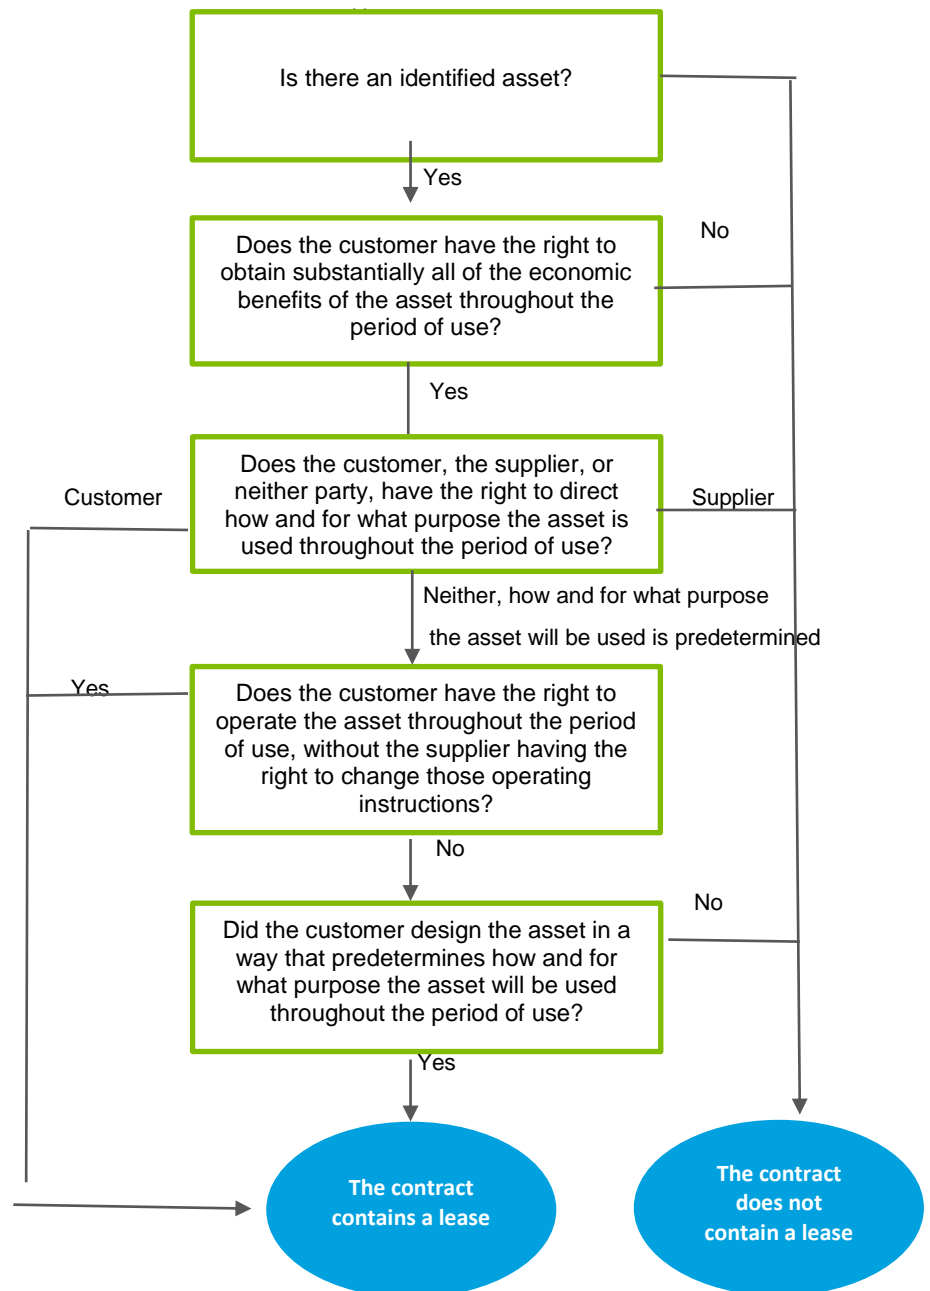 Is there an identified asset?
Yes
No
Does the customer have the right to
obtain substantially all of the economic
benefits of the asset throughout the
period of use?
Yes
Customer
Does the customer, the supplier, or
neither party, have the right to direct
how and for what purpose the asset is
used throughout the period of use?
Supplier
Neither, how and for what purpose
the asset will be used is predetermined
Yes
Does the customer have the right to
operate the asset throughout the period
of use, without the supplier having the
right to change those operating
instructions?
No
No
Did the customer design the asset in a
way that predetermines how and for
what purpose the asset will be used
throughout the period of use?
Yes
The contract
contains a lease
The contract
does not
contain a lease